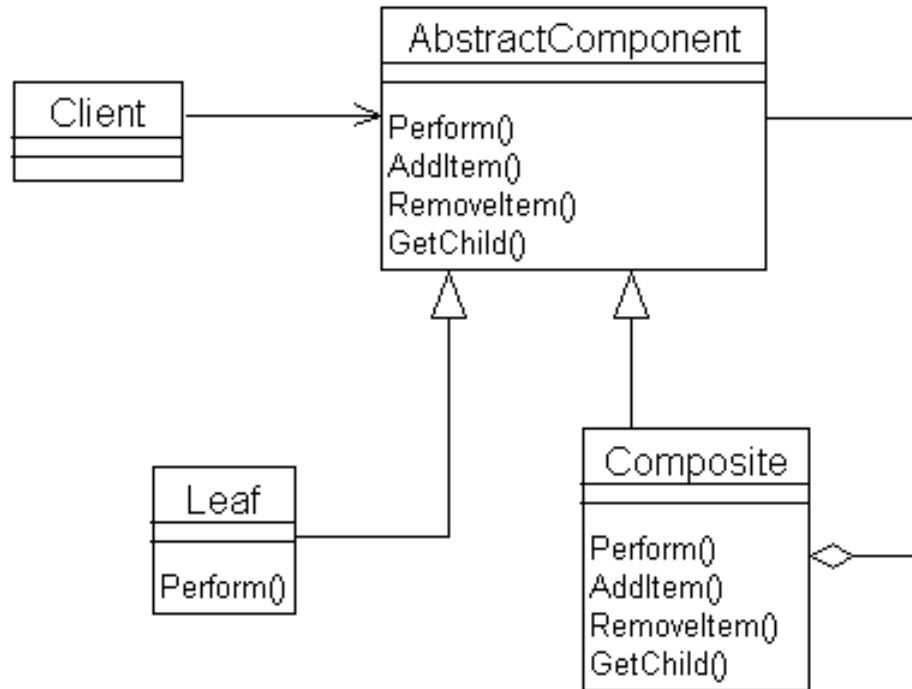 AbstractComponent
Client
Perform()
AddItem()
RemoveItem()
GetChild()
Composite
Leaf
Perform()
Perform()
AddItem()
RemoveItem()
GetChild()